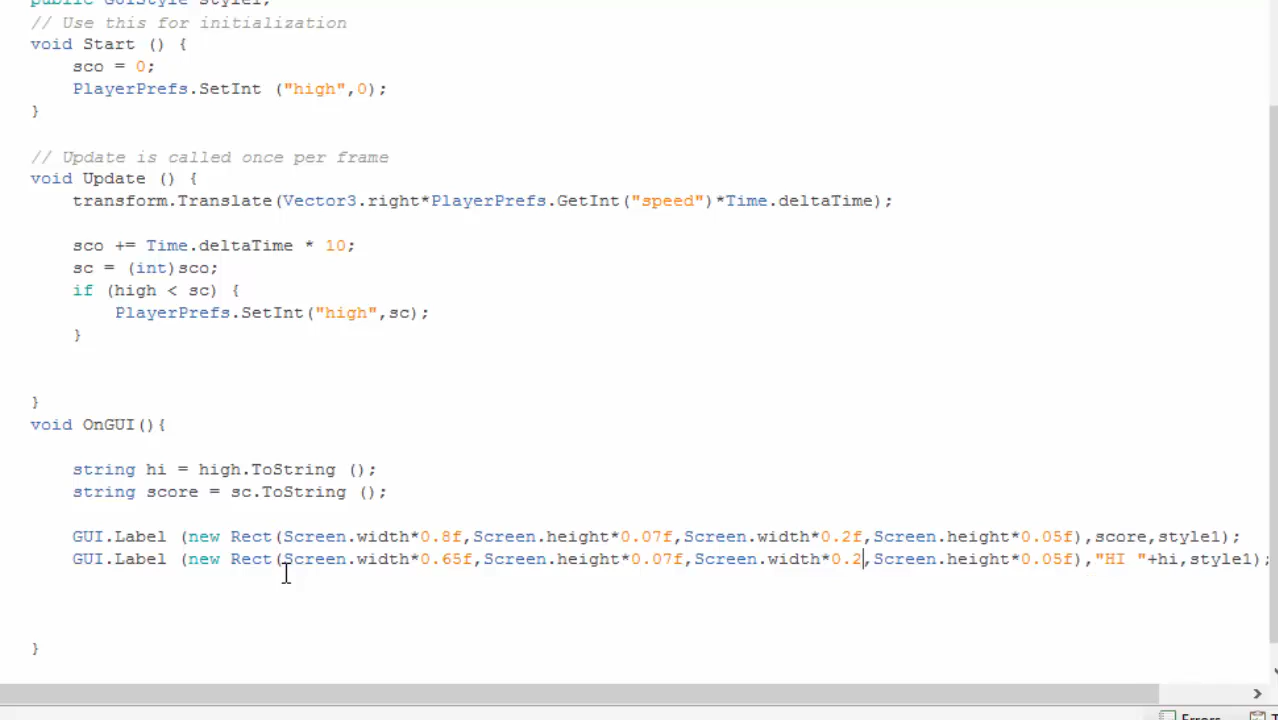 public GUIStyle style1;
// Use this for initialization
void Start () {
sco = 0;
PlayerPrefs.SetInt ("high",0);
}
// Update is called once per frame
void Update () {
transform.Translate(Vector3.right*PlayerPrefs.GetInt("speed")*Time.deltaTime);
sco += Time.deltaTime * 10;
sc = (int)sco;
if (high < sc) {
PlayerPrefs.SetInt("high",sc);
}
}
void OnGUI(){
string hi = high.ToString ();
string score = sc.ToString ();
GUI.Label (new Rect(Screen.width*0.8f,Screen.height*0.07f,Screen.width*0.2f,Screen.height*0.05f),score,style1);
GUI.Label (new Rect(Screen.width*0.65f,Screen.height*0.07f,Screen.width*0.2,Screen.height*0.05f),"HI "+hi,style1);
}
Errors